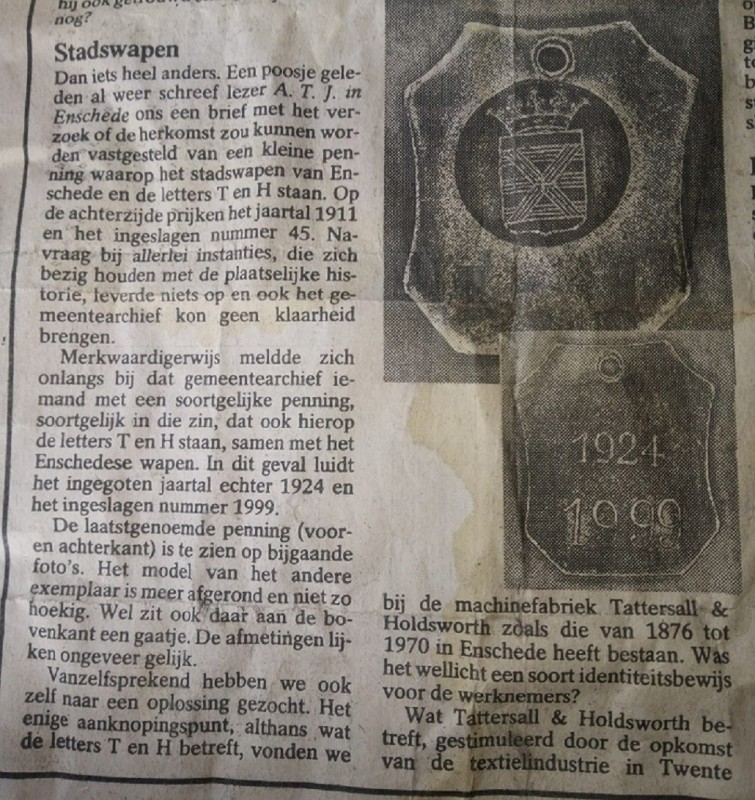 hij ook
nog?
Stadswapen
Dan iets heel anders. Een poosje gele-
den al weer schreef lezer A. T. J. in
Enschede ons een brief met het ver-
zoek of de herkomst zou kunnen wor-
den vastgesteld van een kleine pen-
ning waarop het stadswapen van En-
schede en de letters T en H staan. Op
de achterzijde prijken het jaartal 1911
en het ingeslagen nummer 45. Na-
vraag bij allerlei instanties, die zich
bezig houden met de plaatselijke his-
torie, leverde niets op en ook het ge-
meentearchief kon geen klaarheid
brengen.
Merkwaardigerwijs meldde zich
onlangs bij dat gemeentearchief ie-
mand met een soortgelijke penning,
soortgelijk in die zin, dat ook hierop
de letters T en H staan, samen met het
Enschedese wapen. In dit geval luidt
het ingegoten jaartal echter 1924 en
het ingeslagen nummer 1999.
De laatstgenoemde penning (voor-
en achterkant) is te zien op bijgaande
foto's. Het model van het andere
exemplaar is meer afgerond en niet zo
hoekig. Wel zit ook daar aan de bo-
venkant een gaatje. De afmetingen lij-
ken ongeveer gelijk.
Vanzelfsprekend hebben we ook
zelf naar een oplossing gezocht. Het
enige aanknopingspunt, althans wat
de letters T en H betreft, vonden we
1924
1999
bij de machinefabriek Tattersall &
Holdsworth zoals die van 1876 tot
1970 in Enschede heeft bestaan. Was
het wellicht een soort identiteitsbewijs
voor de werknemers?
Wat Tattersall & Holdsworth be-
treft, gestimuleerd door de opkomst
van de textielindustrie in Twente